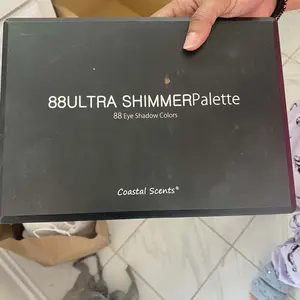 88ULTRA SHIMMERPalette
88 Eye Shadow Colors
Coastal Scents®